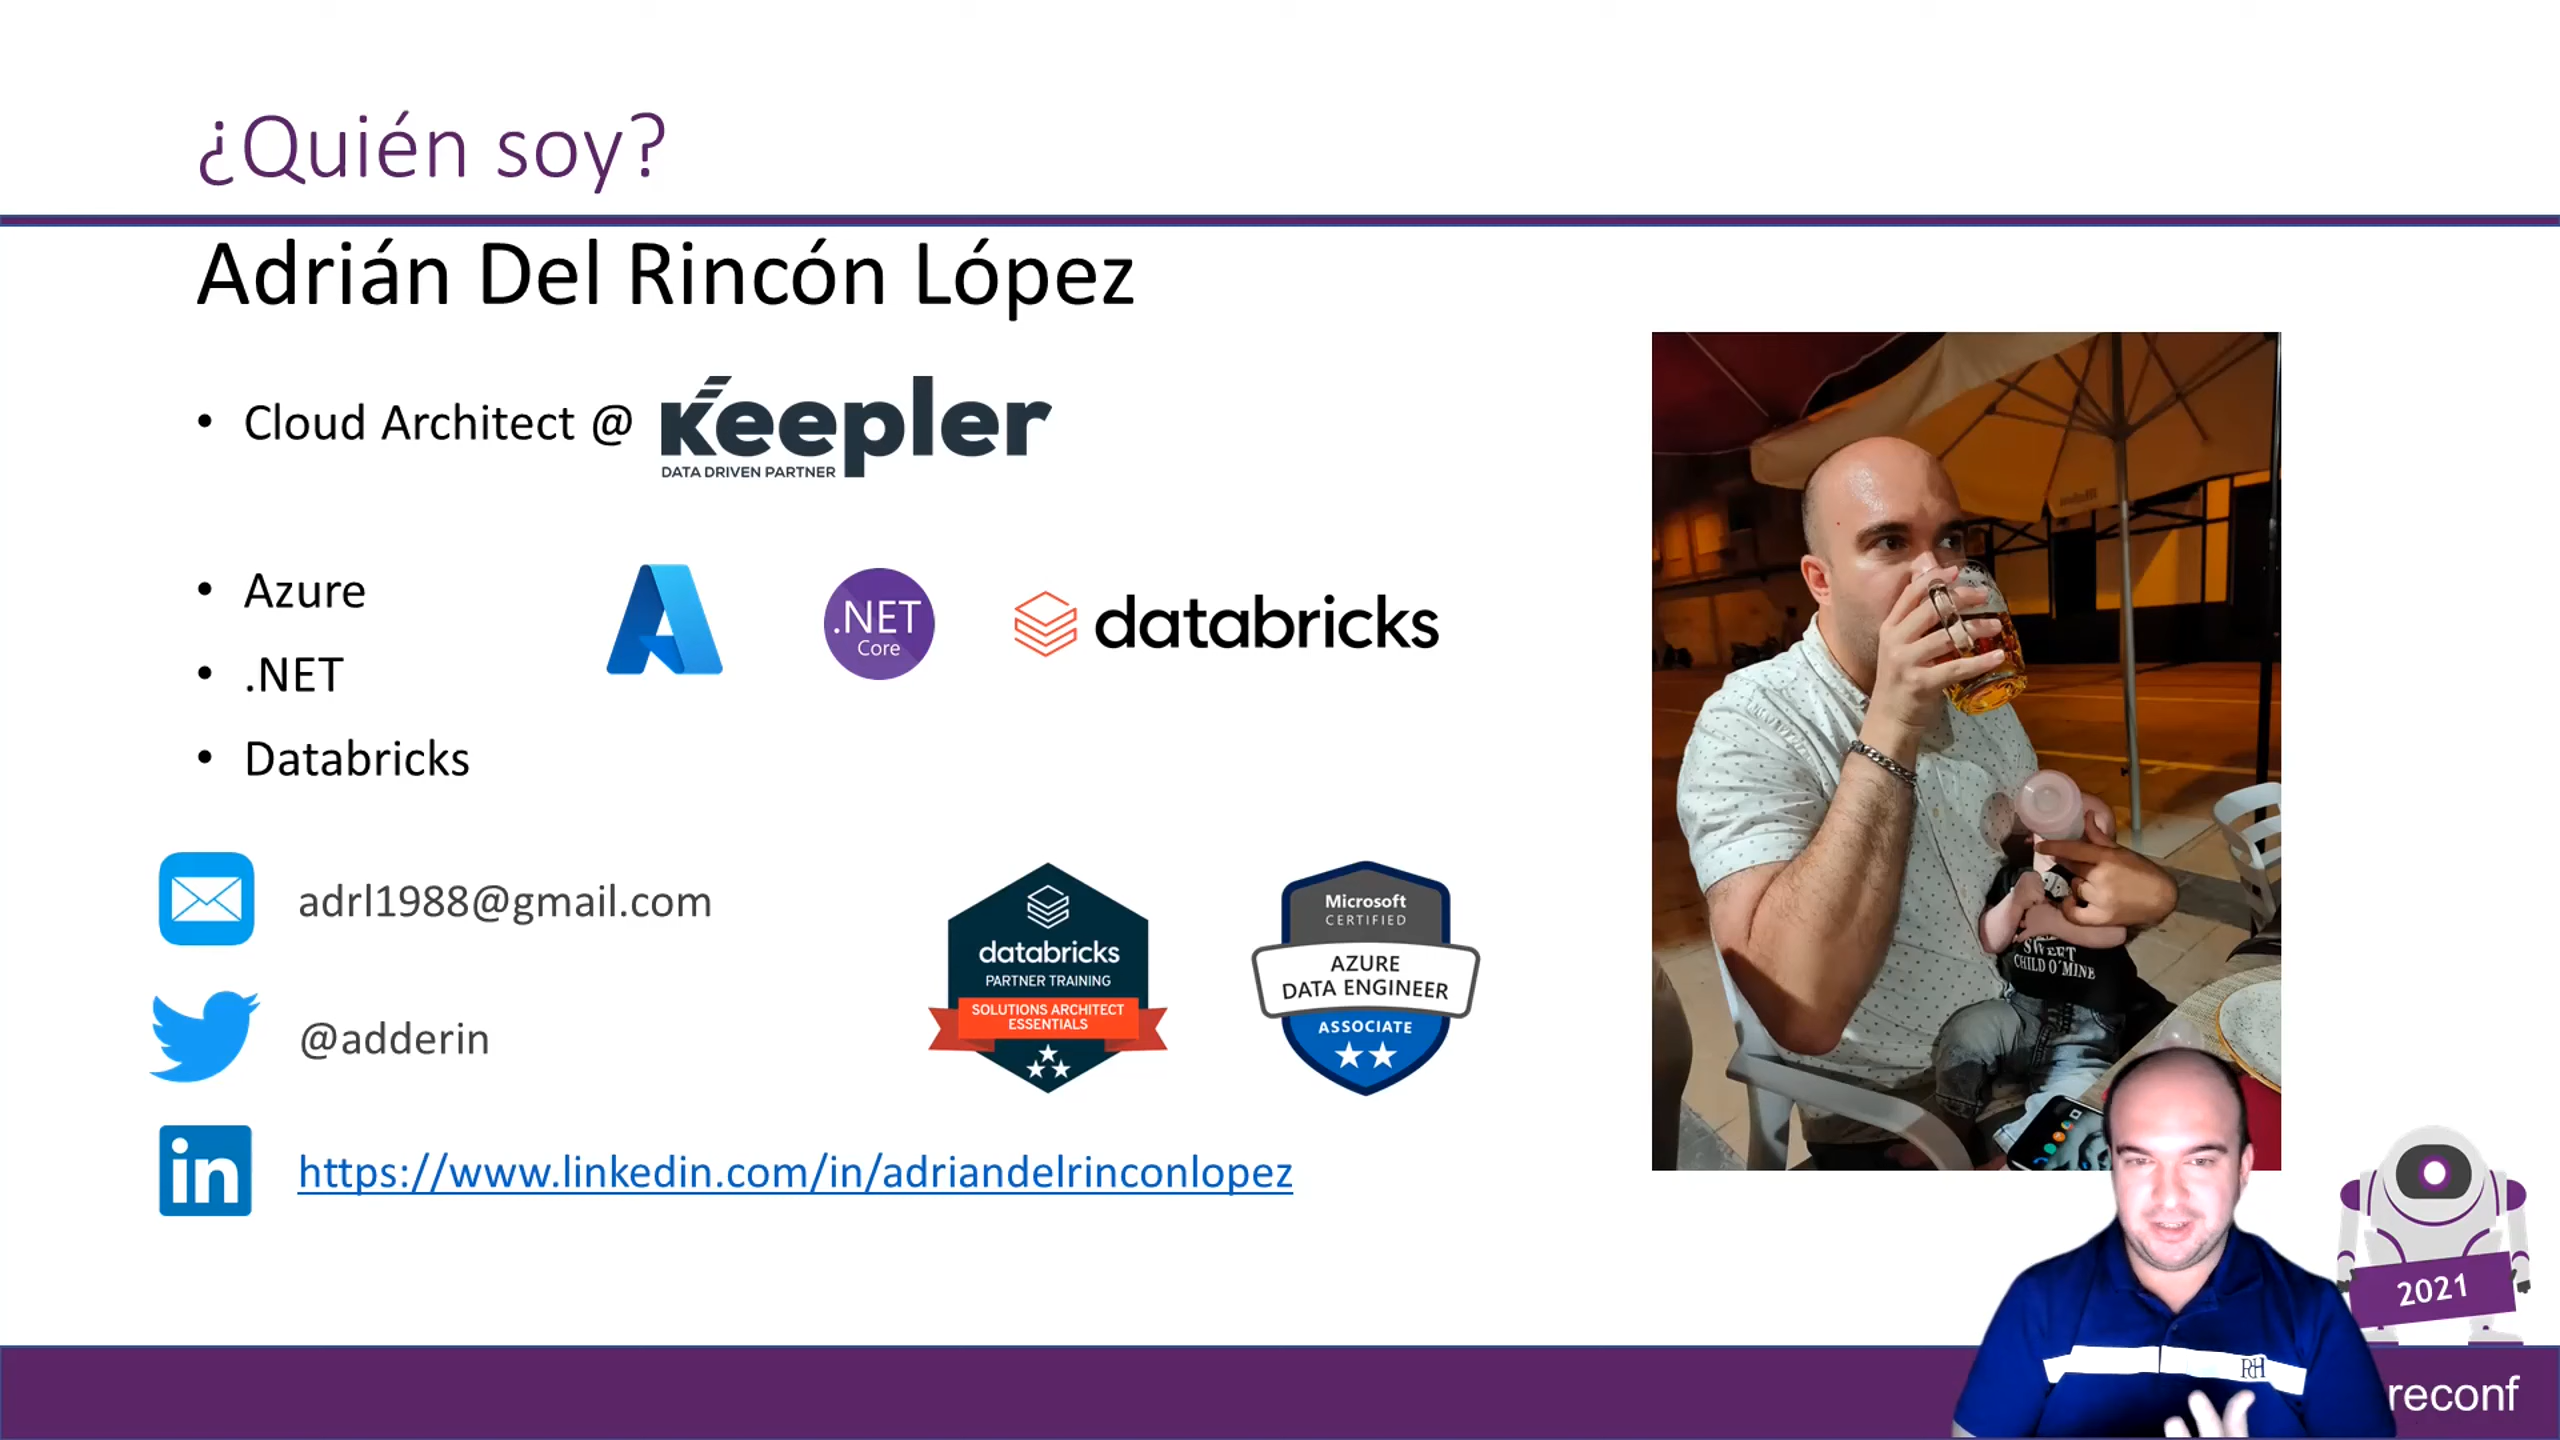 ¿Quién soy?
Adrián Del Rincón López
• Cloud Architect @
Keepler
DATA DRIVEN PARTNER
• Azure
• .NET
• Databricks
.NET
Core
databricks
adrl1988@gmail.com
@adderin
in
https://www.linkedin.com/in/adriandelrinconlopez
databricks
PARTNER TRAINING
SOLUTIONS ARCHITECT
ESSENTIALS
Microsoft
CERTIFIED
AZURE
DATA ENGINEER
ASSOCIATE
SWEET
CHILD O'MINE
2021
reconf